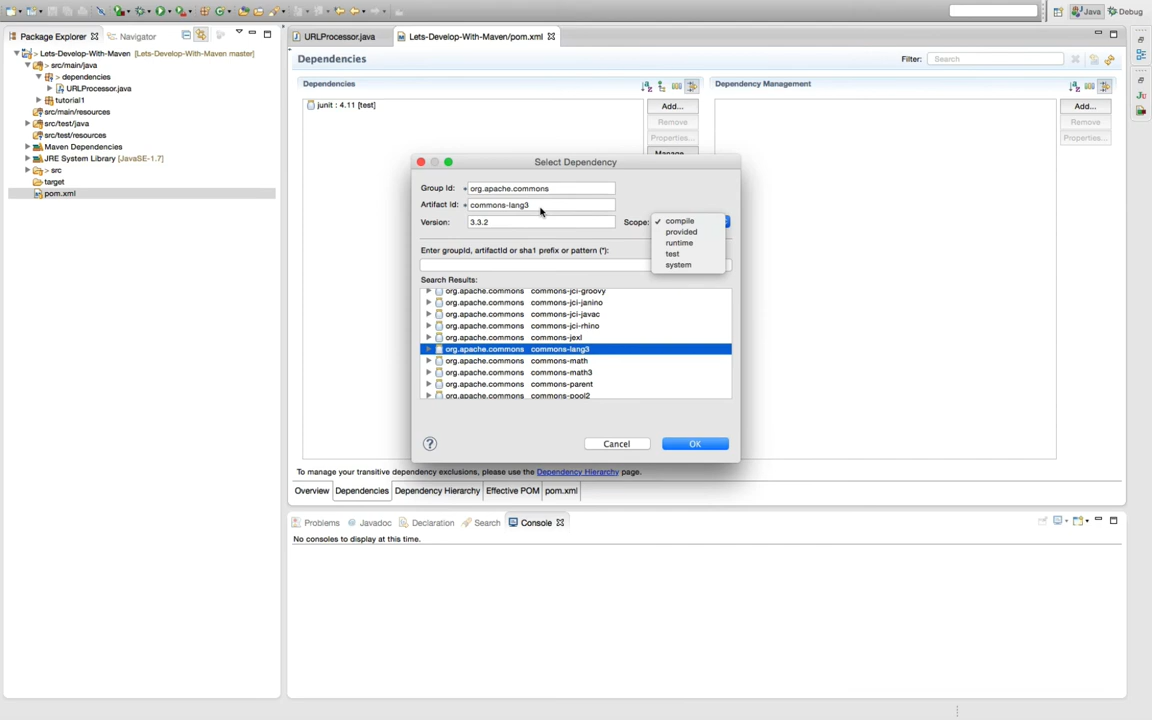 Java
Debug
Package Explorer
Navigator
URLProcessor.java
Lets-Develop-With-Maven/pom.xml
> Lets-Develop-With-Maven [Lets-Develop-With-Maven master]
> src/main/java
> dependencies
URLProcessor.java
tutorial1
src/main/resources
src/test/java
src/test/resources
Maven Dependencies
JRE System Library [JavaSE-1.7]
> src
target
pom.xml
Dependencies
Filter:
Search
Dependencies
Dependency Management
junit : 4.11 [test]
Add...
Remove
Properties...
Manage...
Add...
Remove
Properties...
Select Dependency
Group Id: * org.apache.commons
Artifact Id: * commons-lang3
Version: 3.3.2
Scope:
✓ compile
provided
runtime
test
system
Enter groupId, artifactId or sha1 prefix or pattern (*):
Search Results:
org.apache.commons commons-jci-groovy
org.apache.commons commons-jci-janino
org.apache.commons commons-jci-javac
org.apache.commons commons-jci-rhino
org.apache.commons commons-jexl
org.apache.commons commons-lang3
org.apache.commons commons-math
org.apache.commons commons-math3
org.apache.commons commons-parent
org.apache.commons commons-pool2
?
Cancel
OK
To manage your transitive dependency exclusions, please use the Dependency Hierarchy page.
Overview
Dependencies
Dependency Hierarchy
Effective POM
pom.xml
Problems
@ Javadoc
Declaration
Search
Console
No consoles to display at this time.